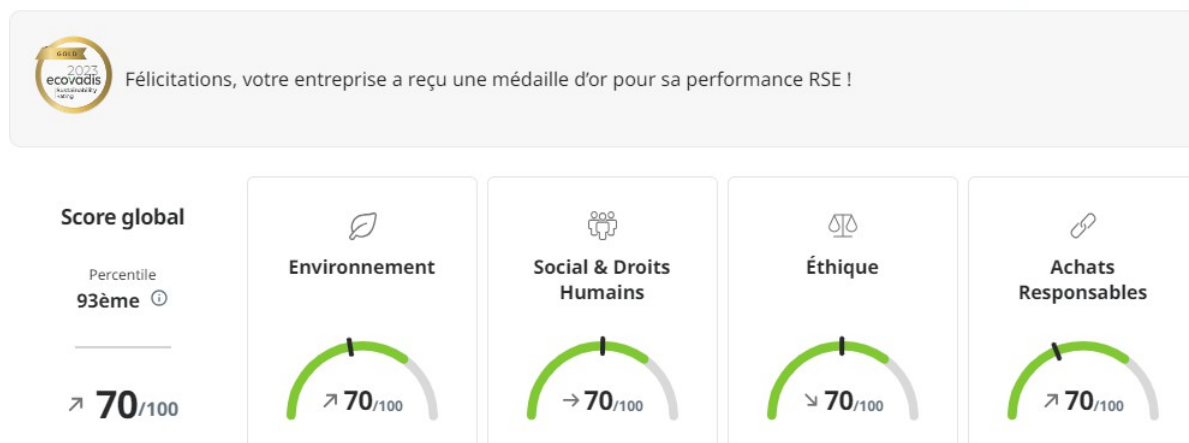 GOLD
2023
ecovadis
Sustainability
Rating
Félicitations, votre entreprise a reçu une médaille d’or pour sa performance RSE !
Score global
Percentile
93ème
↗ 70/100
Environnement
↗ 70/100
Social & Droits
Humains
→ 70/100
Éthique
↘ 70/100
Achats
Responsables
↗ 70/100